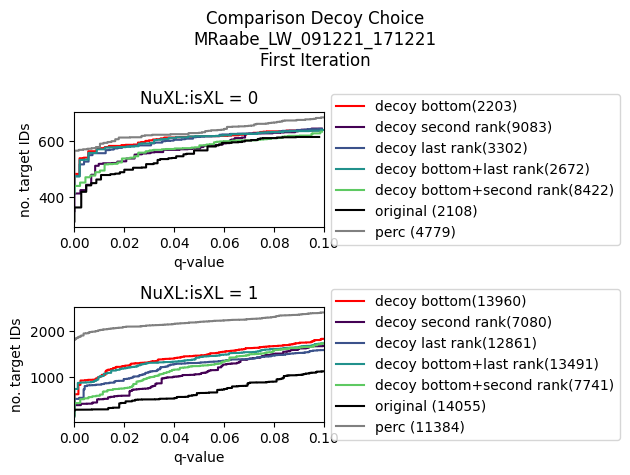 Comparison Decoy Choice
MRaabe_LW_091221_171221
First Iteration
NuXL:isXL = 0
no. target IDs
600
400
0.00 0.02 0.04 0.06 0.08 0.10
q-value
decoy bottom(2203)
decoy second rank(9083)
decoy last rank(3302)
decoy bottom+last rank(2672)
decoy bottom+second rank(8422)
original (2108)
perc (4779)
NuXL:isXL = 1
no. target IDs
2000
1000
0.00 0.02 0.04 0.06 0.08 0.10
q-value
decoy bottom(13960)
decoy second rank(7080)
decoy last rank(12861)
decoy bottom+last rank(13491)
decoy bottom+second rank(7741)
original (14055)
perc (11384)